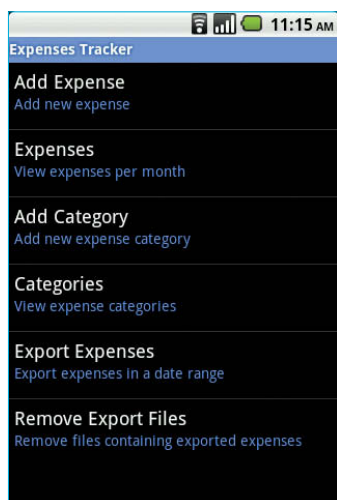 11:15 AM
Expenses Tracker
Add Expense
Add new expense
Expenses
View expenses per month
Add Category
Add new expense category
Categories
View expense categories
Export Expenses
Export expenses in a date range
Remove Export Files
Remove files containing exported expenses